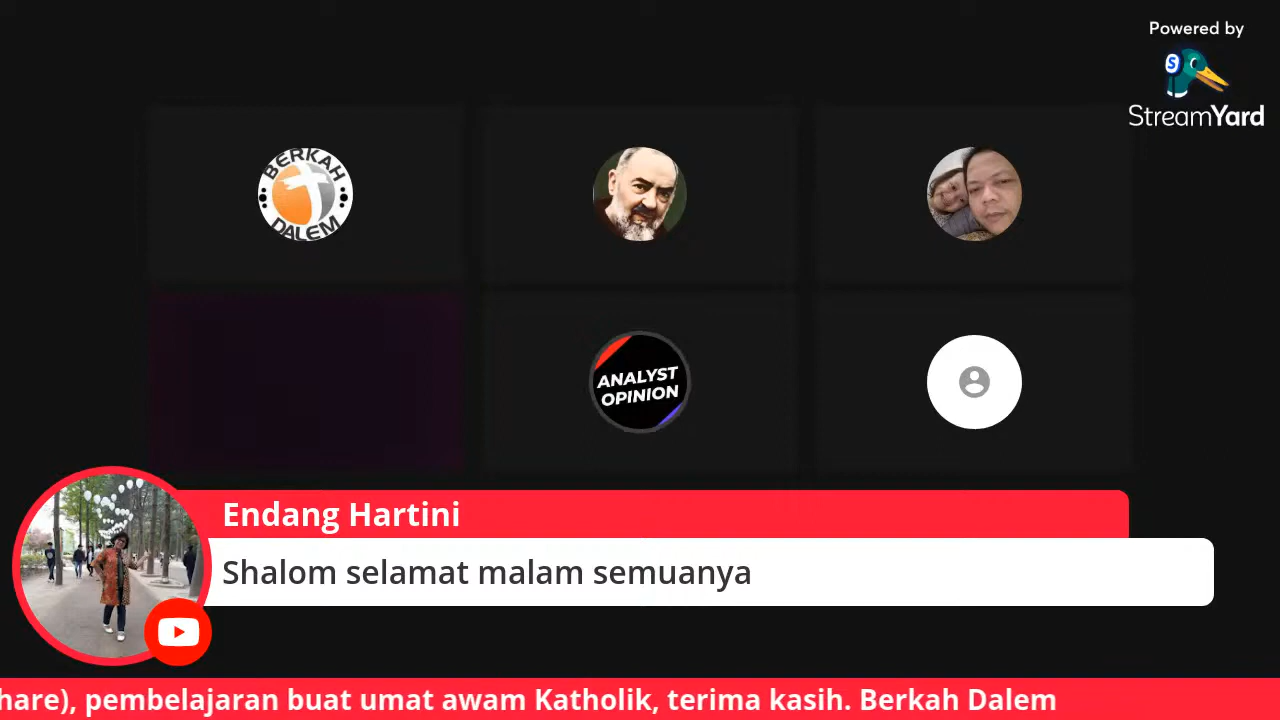 Powered by
StreamYard
BERKAH
DALEM
ANALYST
OPINION
Endang Hartini
Shalom selamat malam semuanya
hare), pembelajaran buat umat awam Katholik, terima kasih. Berkah Dalem